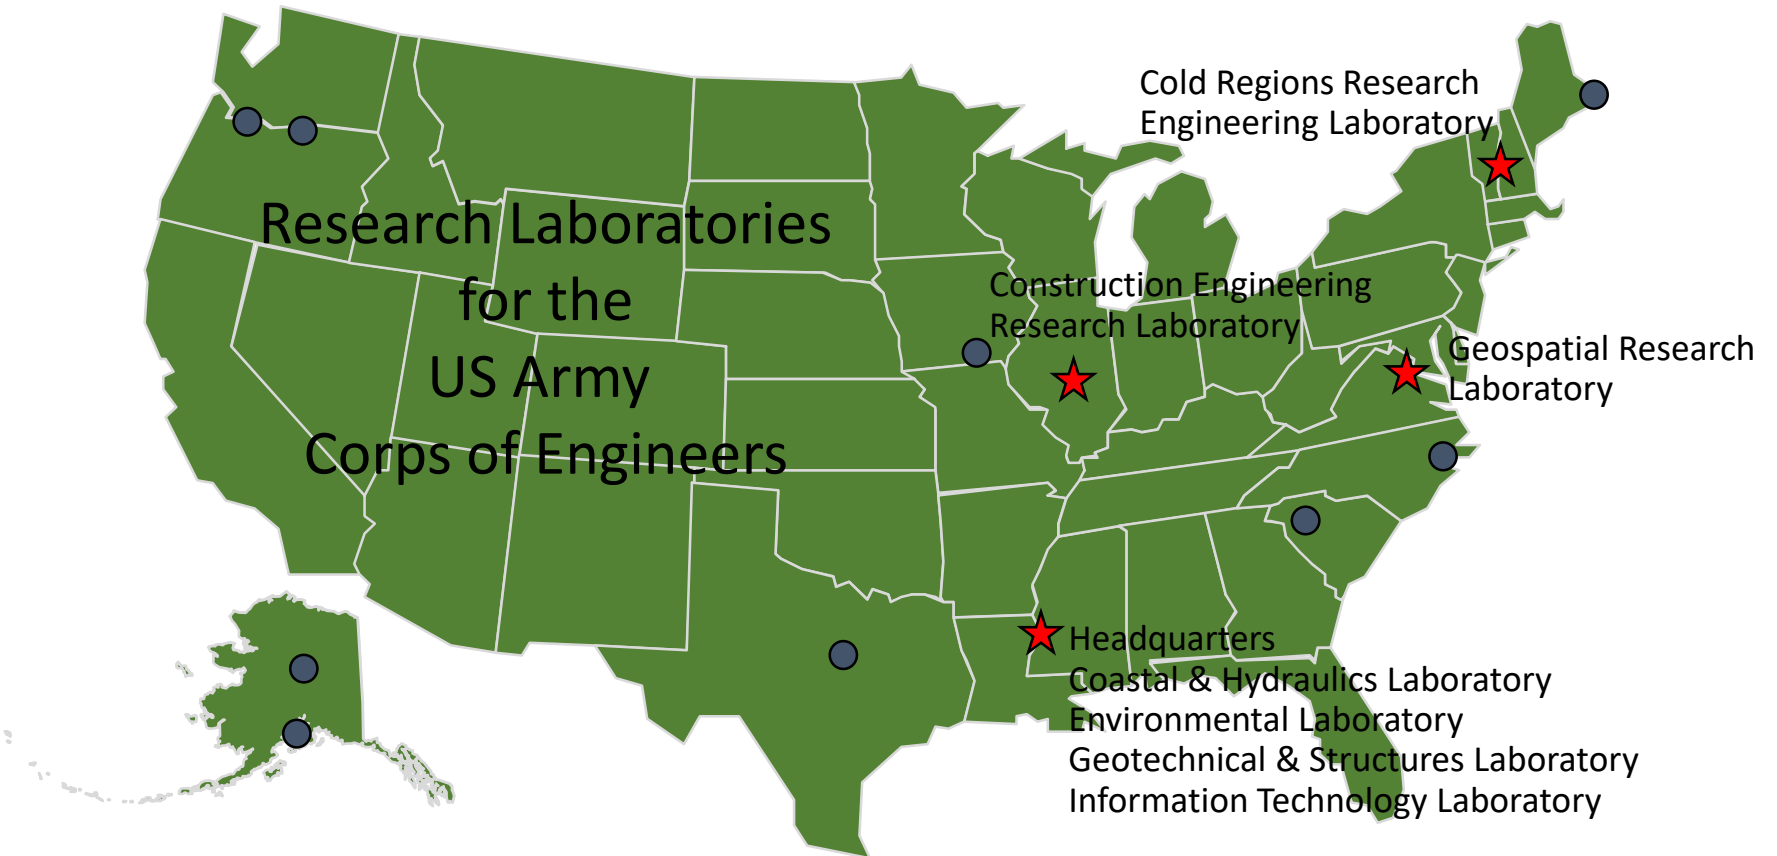 Research Laboratories
for the
US Army
Corps of Engineers
Cold Regions Research
Engineering Laboratory
Construction Engineering
Research Laboratory
Geospatial Research
Laboratory
Headquarters
Coastal & Hydraulics Laboratory
Environmental Laboratory
Geotechnical & Structures Laboratory
Information Technology Laboratory